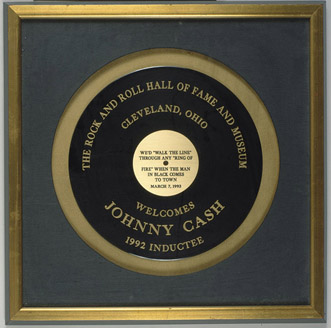 THE ROCK AND ROLL HALL OF FAME AND MUSEUM
CLEVELAND, OHIO
WE'D "WALK THE LINE"
THROUGH ANY "RING OF
FIRE" WHEN THE MAN
IN BLACK COMES
TO TOWN
MARCH 7, 1992
WELCOMES
JOHNNY CASH
1992 INDUCTEE